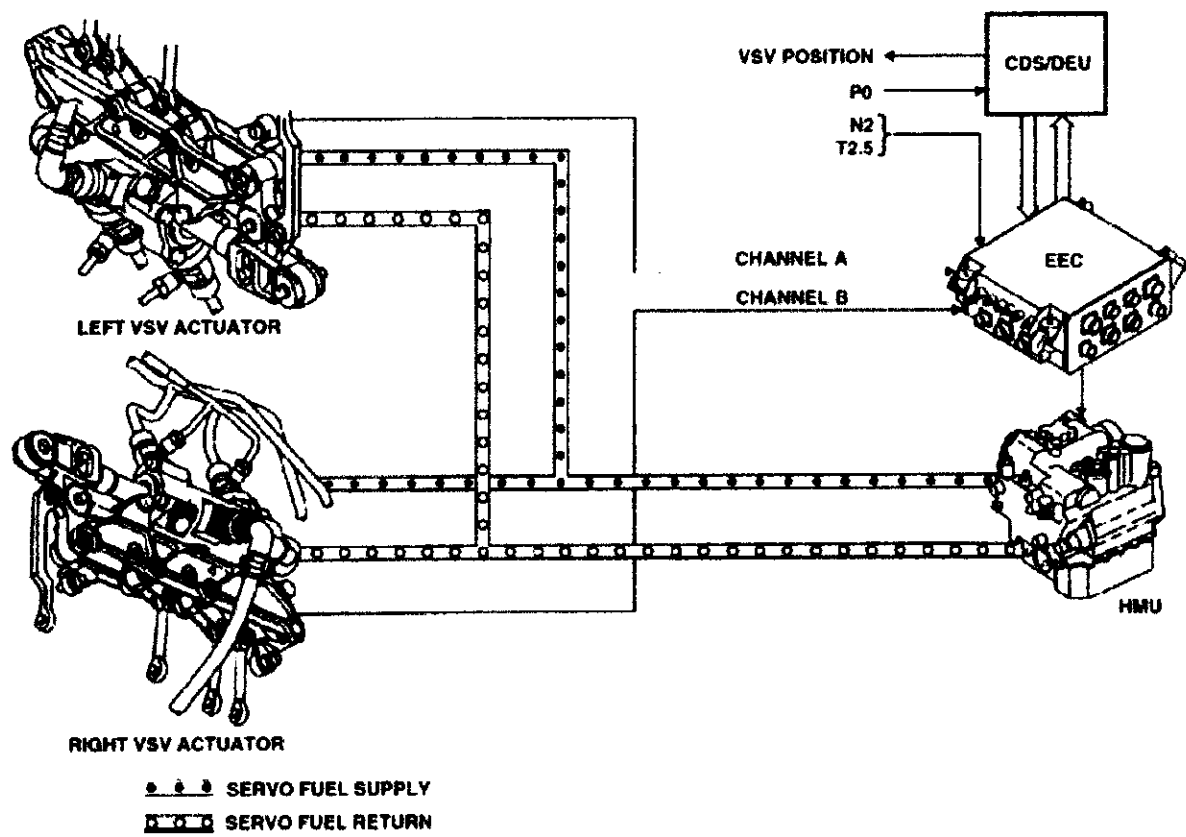 VSV POSITION
CDS/DEU
P0
N2
T2.5
CHANNEL A
EEC
CHANNEL B
LEFT VSV ACTUATOR
HMU
RIGHT VSV ACTUATOR
SERVO FUEL SUPPLY
SERVO FUEL RETURN